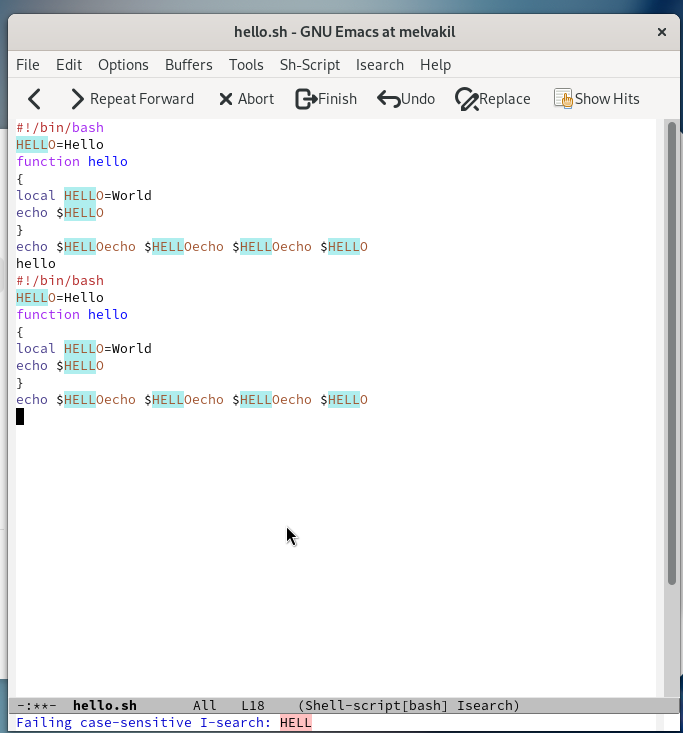 hello.sh - GNU Emacs at melvakil ×
File Edit Options Buffers Tools Sh-Script Isearch Help
Repeat Forward Abort Finish Undo Replace Show Hits
#!/bin/bash
HELLO=Hello
function hello
{
local HELLO=World
echo $HELLO
}
echo $HELLOecho $HELLOecho $HELLOecho $HELLO
hello
#!/bin/bash
HELLO=Hello
function hello
{
local HELLO=World
echo $HELLO
}
echo $HELLOecho $HELLOecho $HELLOecho $HELLO
-:**- hello.sh All L18 (Shell-script[bash] Isearch)
Failing case-sensitive I-search: HELL